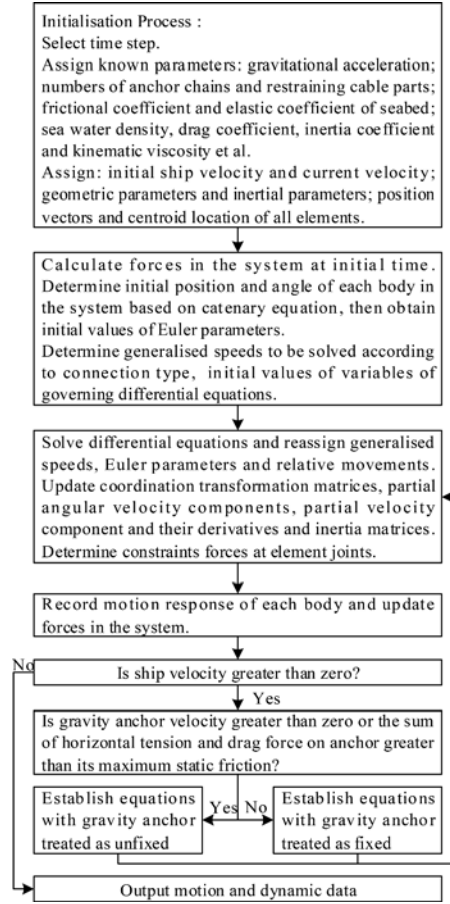 Initialisation Process :
Select time step.
Assign known parameters: gravitational acceleration;
numbers of anchor chains and restraining cable parts;
frictional coefficient and elastic coefficient of seabed;
sea water density, drag coefficient, inertia coefficient
and kinematic viscosity et al.
Assign: initial ship velocity and current velocity;
geometric parameters and inertial parameters; position
vectors and centroid location of all elements.
Calculate forces in the system at initial time.
Determine initial position and angle of each body in
the system based on catenary equation, then obtain
initial values of Euler parameters.
Determine generalised speeds to be solved according
to connection type, initial values of variables of
governing differential equations.
Solve differential equations and reassign generalised
speeds, Euler parameters and relative movements.
Update coordination transformation matrices, partial
angular velocity components, partial velocity
component and their derivatives and inertia matrices.
Determine constraints forces at element joints.
Record motion response of each body and update
forces in the system.
No
Is ship velocity greater than zero?
Yes
Is gravity anchor velocity greater than zero or the sum
of horizontal tension and drag force on anchor greater
than its maximum static friction?
Establish equations
with gravity anchor
treated as unfixed
Yes
No
Establish equations
with gravity anchor
treated as fixed
Output motion and dynamic data